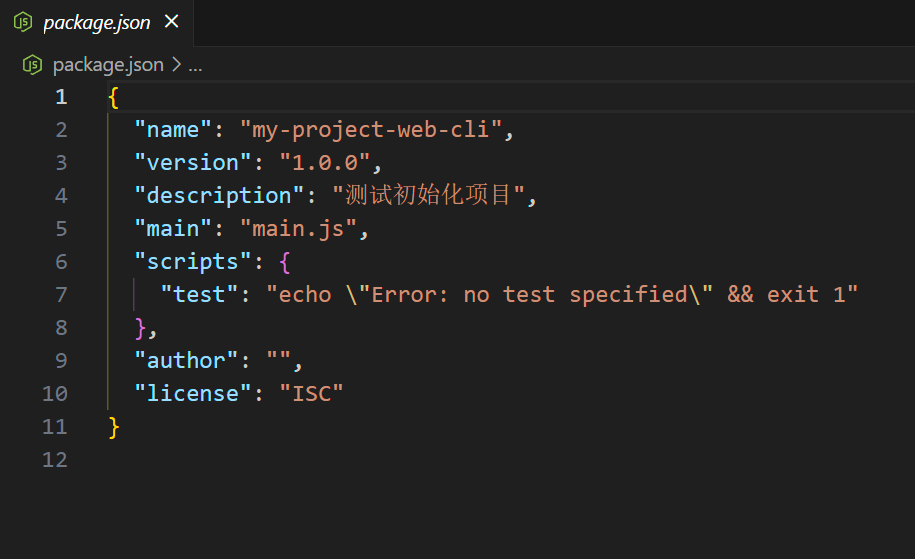 package.json ×
package.json > ...
1 {
2 "name": "my-project-web-cli",
3 "version": "1.0.0",
4 "description": "测试初始化项目",
5 "main": "main.js",
6 "scripts": {
7 "test": "echo \"Error: no test specified\" && exit 1"
8 },
9 "author": "",
10 "license": "ISC"
11 }
12